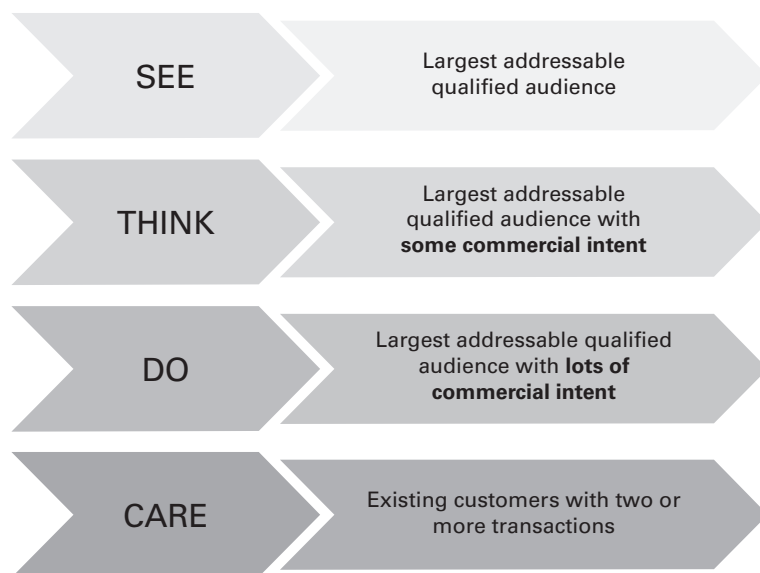 SEE
Largest addressable
qualified audience
THINK
Largest addressable
qualified audience with
some commercial intent
DO
Largest addressable qualified
audience with lots of
commercial intent
CARE
Existing customers with two or
more transactions